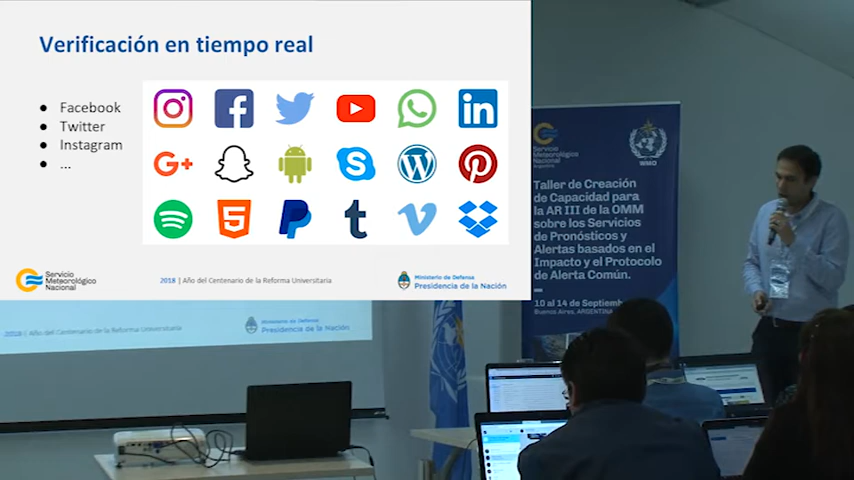 Verificación en tiempo real
● Facebook
● Twitter
● Instagram
● ...
G+
in
Servicio
Meteorológico
Nacional
2018 | Año del Centenario de la Reforma Universitaria
Ministerio de Defensa
Presidencia de la Nación
2018 | Año del Centenario de la Reforma Universitaria
Ministerio de Defensa
Presidencia de la Nación
Servicio
Meteorológico
Nacional
Argentina
WMO
Taller de Creación
de Capacidad para
la AR III de la OMM
sobre los Servicios
de Pronósticos y
Alertas basados en el
Impacto y el Protocolo
de Alerta Común.
10 al 14 de Septiembre
Buenos Aires, ARGENTINA